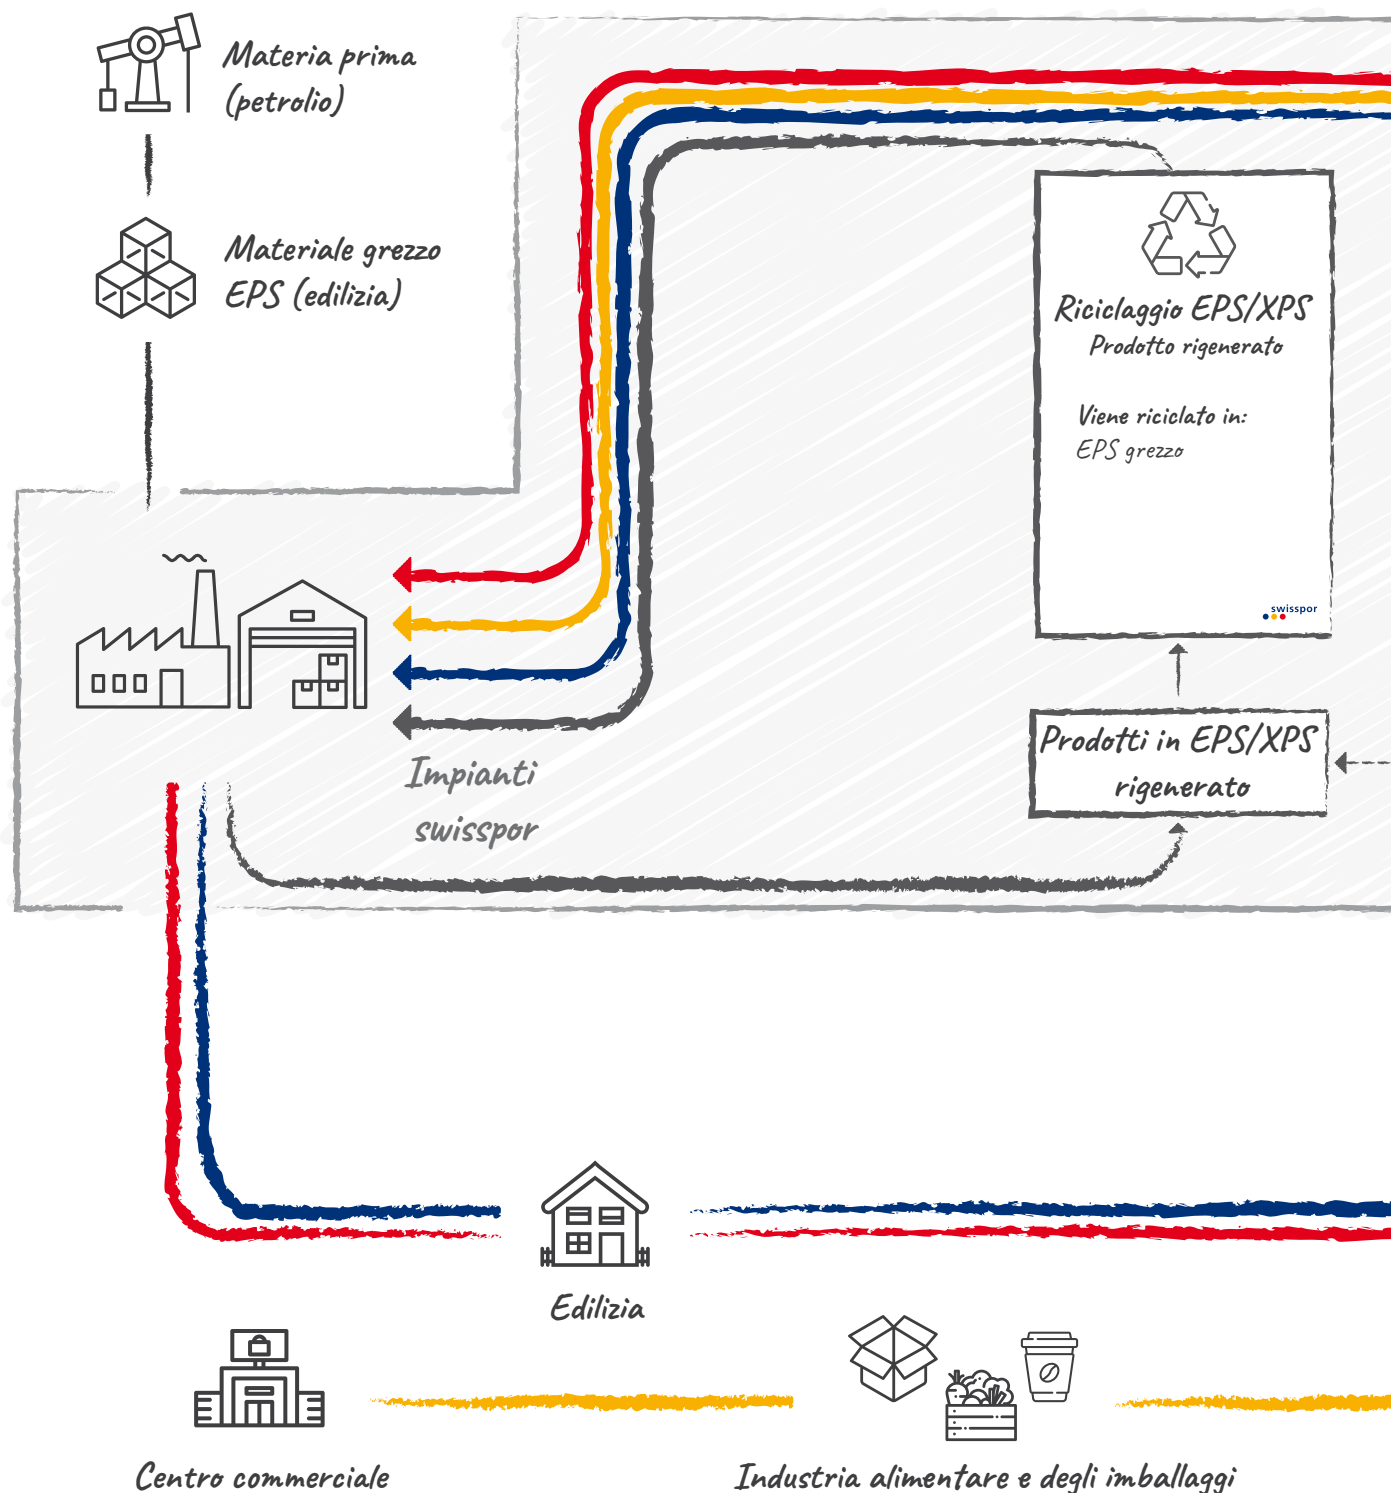 Materia prima
(petrolio)
Materiale grezzo
EPS (edilizia)
Riciclaggio EPS/XPS
Prodotto rigenerato
Viene riciclato in:
EPS grezzo
swisspor
Prodotti in EPS/XPS
rigenerato
Impianti
swisspor
Edilizia
Centro commerciale
Industria alimentare e degli imballaggi